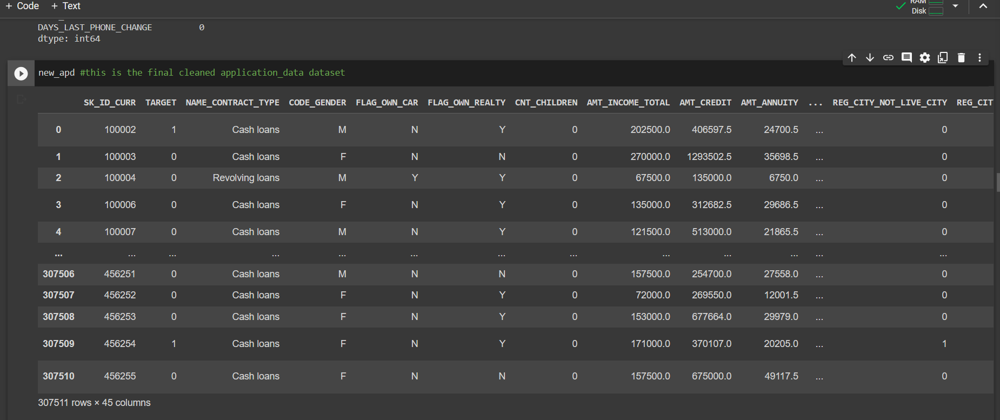 + Code + Text
RAM
Disk
DAYS_LAST_PHONE_CHANGE 0
dtype: int64
new_apd #this is the final cleaned application_data dataset
SK_ID_CURR TARGET NAME_CONTRACT_TYPE CODE_GENDER FLAG_OWN_CAR FLAG_OWN_REALTY CNT_CHILDREN AMT_INCOME_TOTAL AMT_CREDIT AMT_ANNUITY ... REG_CITY_NOT_LIVE_CITY REG_CIT
0 100002 1 Cash loans M N Y 0 202500.0 406597.5 24700.5 ... 0
1 100003 0 Cash loans F N N 0 270000.0 1293502.5 35698.5 ... 0
2 100004 0 Revolving loans M Y Y 0 67500.0 135000.0 6750.0 ... 0
3 100006 0 Cash loans F N Y 0 135000.0 312682.5 29686.5 ... 0
4 100007 0 Cash loans M N Y 0 121500.0 513000.0 21865.5 ... 0
... ... ... ... ... ... ... ... ... ... ... ... ...
307506 456251 0 Cash loans M N N 0 157500.0 254700.0 27558.0 ... 0
307507 456252 0 Cash loans F N Y 0 72000.0 269550.0 12001.5 ... 0
307508 456253 0 Cash loans F N Y 0 153000.0 677664.0 29979.0 ... 0
307509 456254 1 Cash loans F N Y 0 171000.0 370107.0 20205.0 ... 1
307510 456255 0 Cash loans F N N 0 157500.0 675000.0 49117.5 ... 0
307511 rows × 45 columns